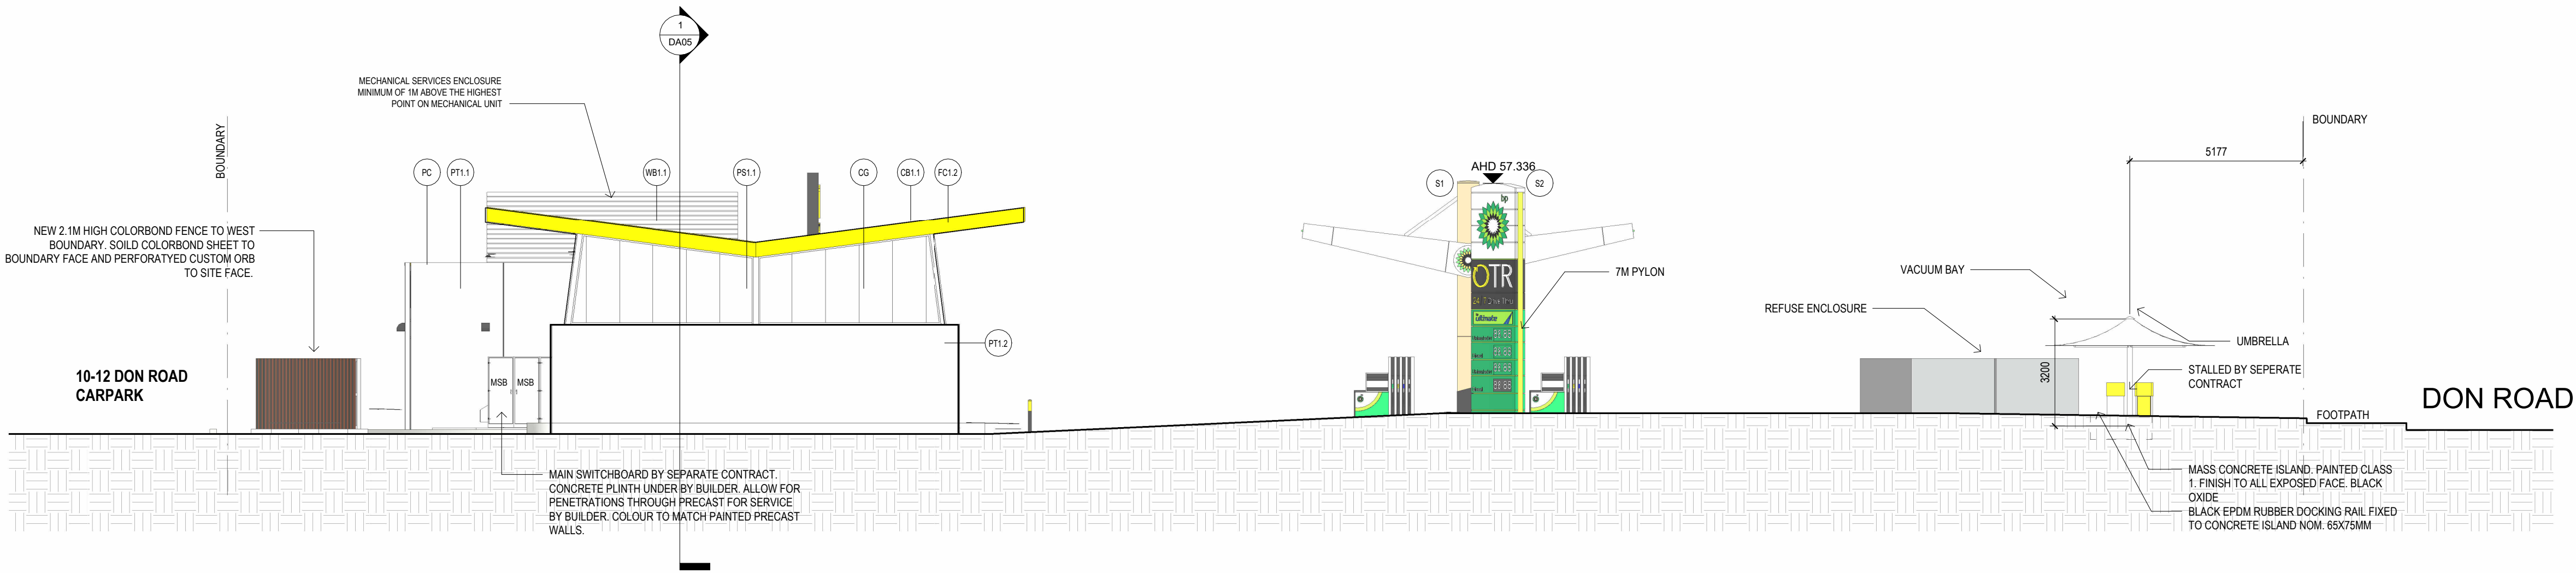 1
DA05
MECHANICAL SERVICES ENCLOSURE
MINIMUM OF 1M ABOVE THE HIGHEST
POINT ON MECHANICAL UNIT
BOUNDARY
PC
PT1.1
WB1.1
PS1.1
CG
CB1.1
FC1.2
NEW 2.1M HIGH COLORBOND FENCE TO WEST
BOUNDARY. SOILD COLORBOND SHEET TO
BOUNDARY FACE AND PERFORATYED CUSTOM ORB
TO SITE FACE.
PT1.2
10-12 DON ROAD
CARPARK
MSB
MSB
MAIN SWITCHBOARD BY SEPARATE CONTRACT.
CONCRETE PLINTH UNDER BY BUILDER. ALLOW FOR
PENETRATIONS THROUGH PRECAST FOR SERVICE
BY BUILDER. COLOUR TO MATCH PAINTED PRECAST
WALLS.
AHD 57.336
S1
S2
bp
OTR
ultimate
7M PYLON
BOUNDARY
5177
VACUUM BAY
REFUSE ENCLOSURE
3200
UMBRELLA
STALLED BY SEPERATE
CONTRACT
FOOTPATH
DON ROAD
MASS CONCRETE ISLAND. PAINTED CLASS
1. FINISH TO ALL EXPOSED FACE. BLACK
OXIDE
BLACK EPDM RUBBER DOCKING RAIL FIXED
TO CONCRETE ISLAND NOM. 65X75MM